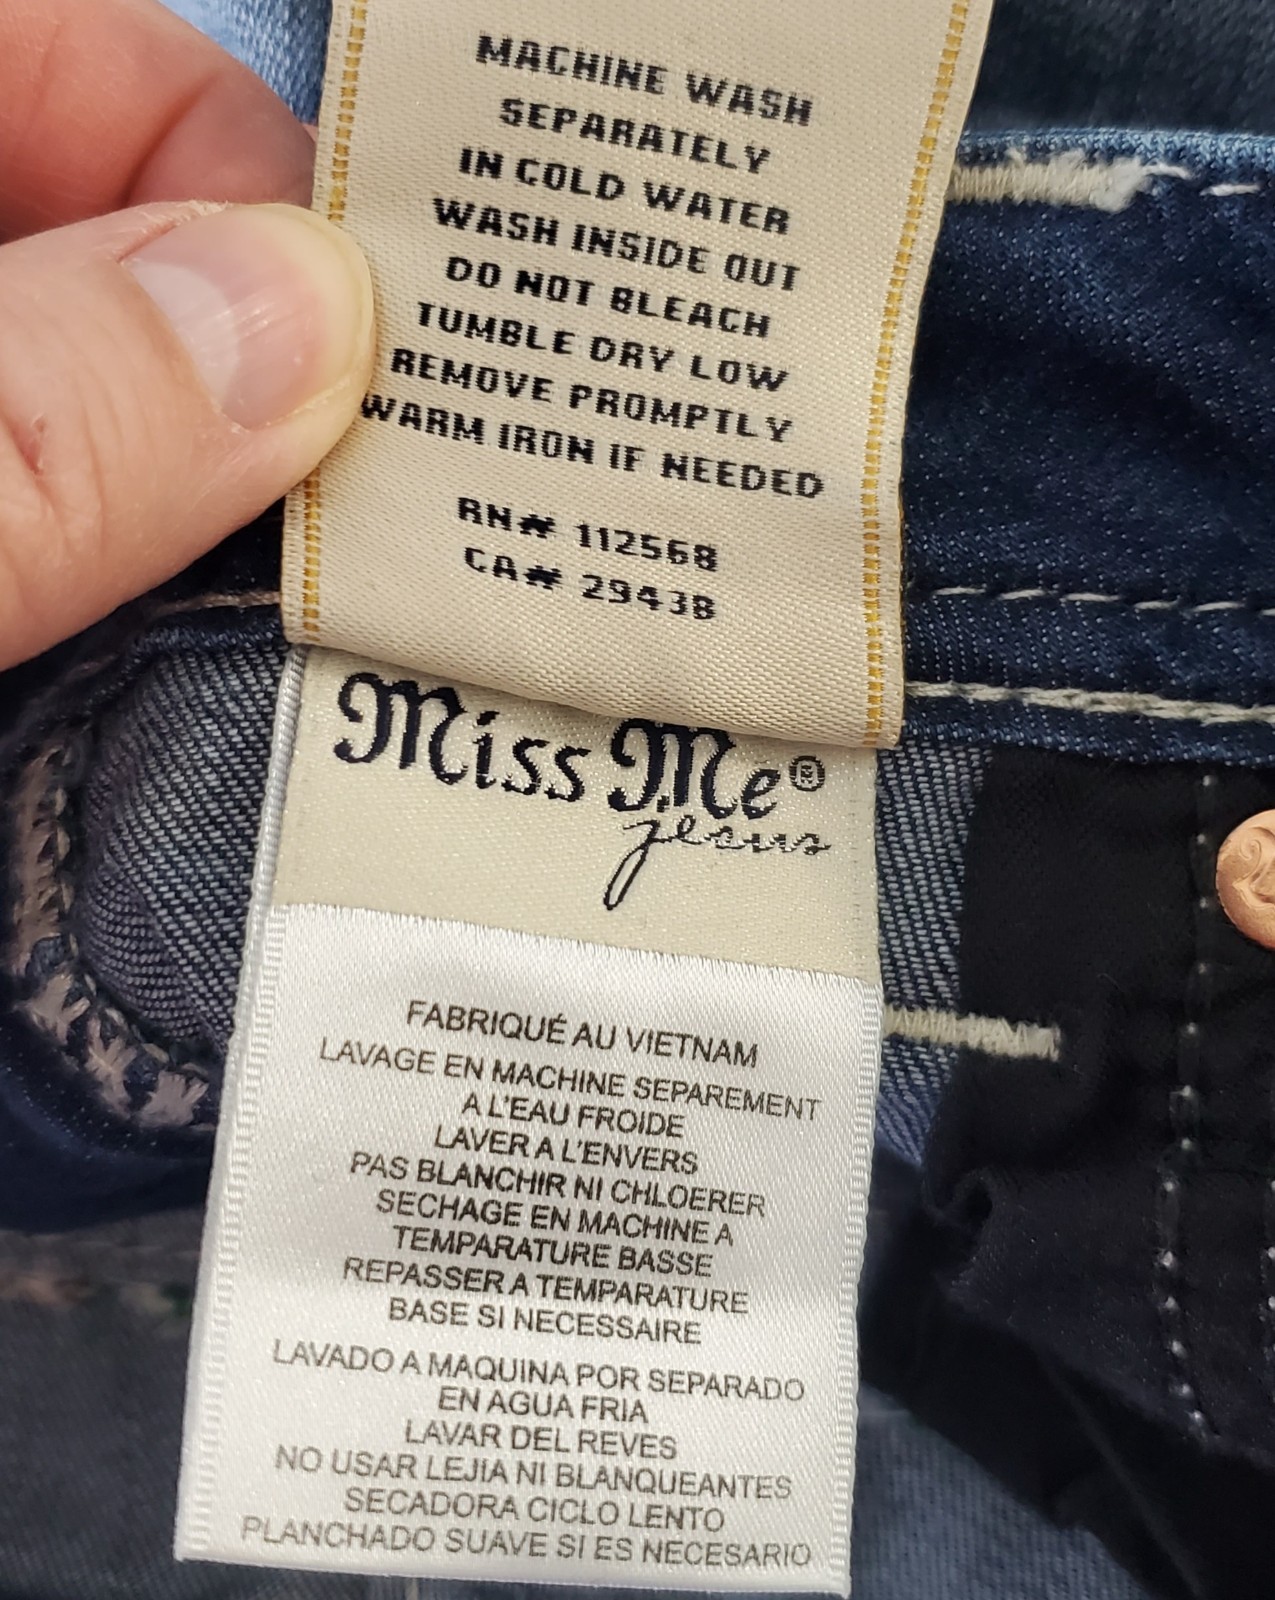 MACHINE WASH
SEPARATELY
IN COLD WATER
WASH INSIDE OUT
DO NOT BLEACH
TUMBLE DRY LOW
REMOVE PROMPTLY
WARM IRON IF NEEDED
RN# 112568
CA# 29438
Miss Me®
jeans
FABRIQUÉ AU VIETNAM
LAVAGE EN MACHINE SEPAREMENT
A L'EAU FROIDE
LAVER A L'ENVERS
PAS BLANCHIR NI CHLOERER
SECHAGE EN MACHINE A
TEMPARATURE BASSE
REPASSER A TEMPARATURE
BASE SI NECESSAIRE
LAVADO A MAQUINA POR SEPARADO
EN AGUA FRIA
LAVAR DEL REVES
NO USAR LEJIA NI BLANQUEANTES
SECADORA CICLO LENTO
PLANCHADO SUAVE SI ES NECESARIO